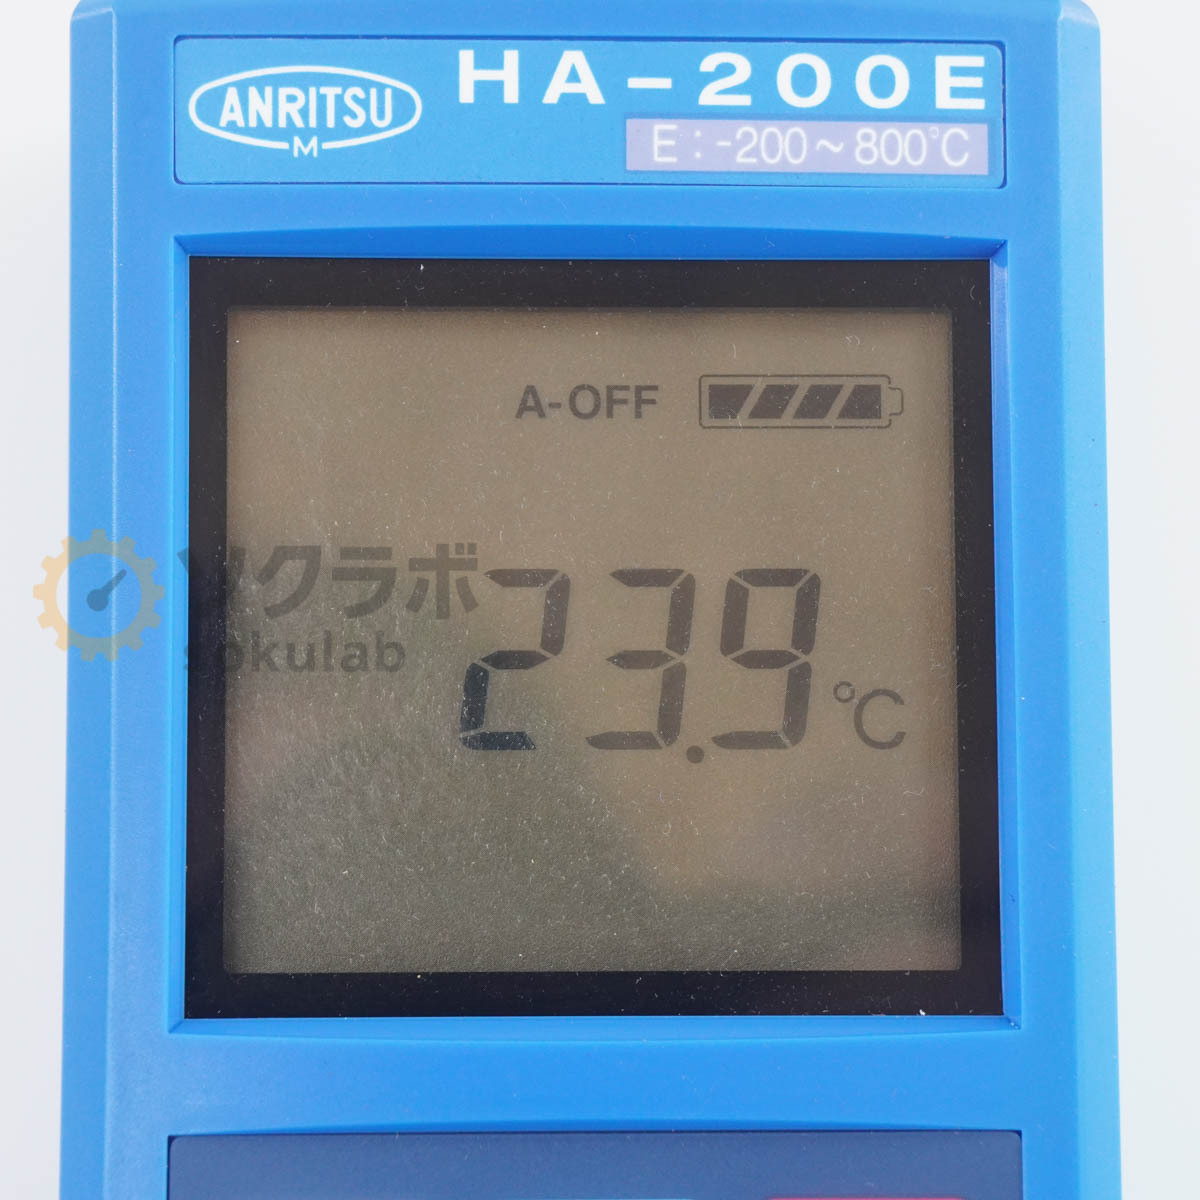 ANRITSU
M
HA-200E
E:-200~800°C
A-OFF
ソクラボ
sokulab
23.9 °C